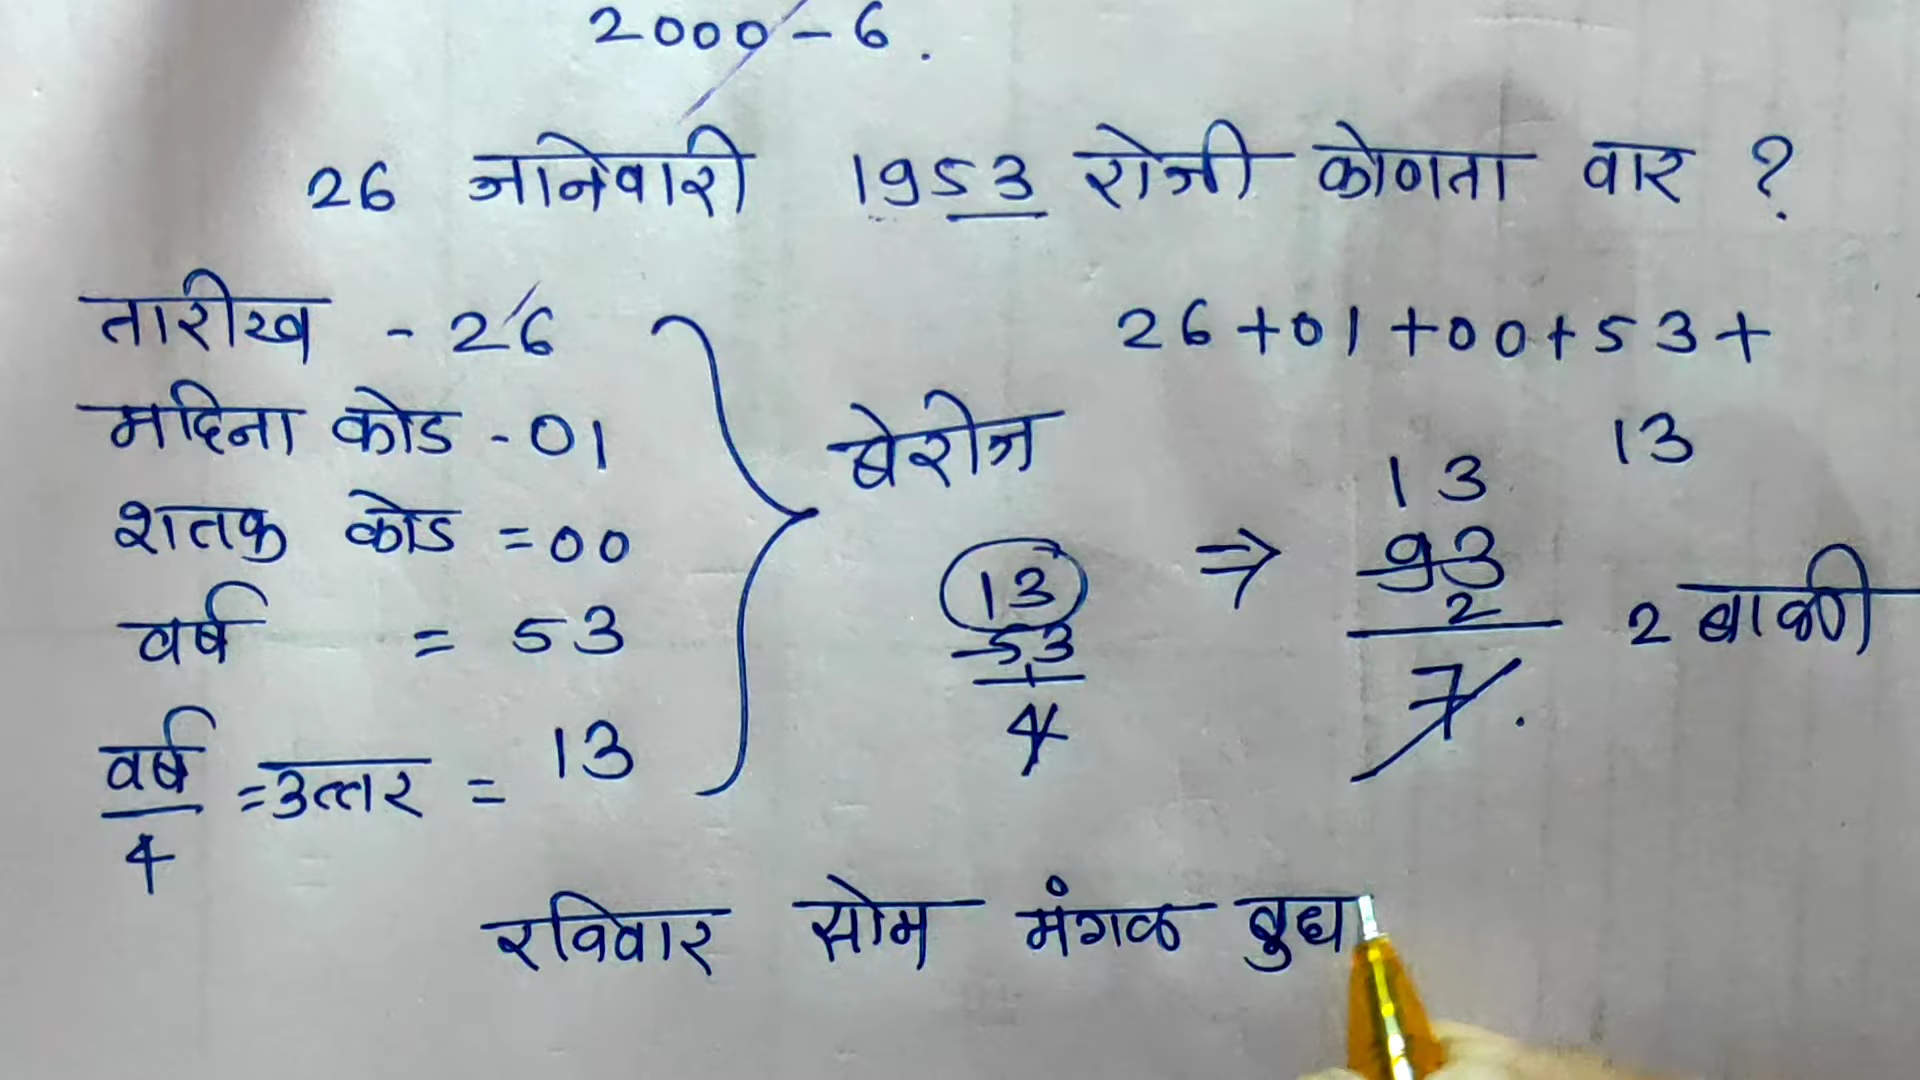 2000-6.
26 जानेवारी 1953 रोजी कोणता वार ?
तारीख - 26
महिना कोड - 01
शतक कोड = 00
वर्ष = 53
वर्ष/4 = उत्तर = 13
बेरीज
13
53
1
4
26+01+00+53+
13
⇒
13
93
2
7.
2 बाकी
रविवार सोम मंगळ बुध